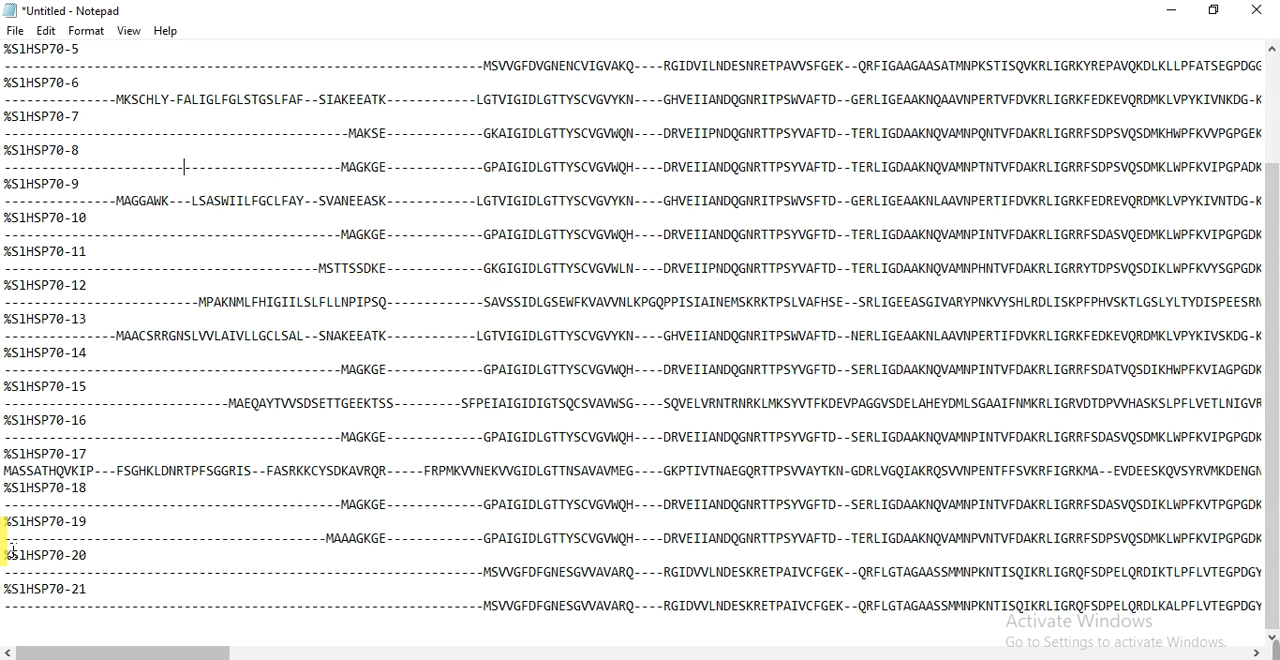 *Untitled - Notepad
File Edit Format View Help
%SlHSP70-5
----------------------------------------------------------------MSVVGFDVGNENCVIGVAKQ----RGIDVILNDESNRETPAVVSFGEK--QRFIGAAGAASATMNPKSTISQVKRLIGRKYREPAVQKDLKLLPFATSEGPDGG
%SlHSP70-6
---------------MKSCHLY-FALIGLFGLSTGSLFAF--SIAKEEATK------------LGTVIGIDLGTTYSCVGVYKN----GHVEIIANDQGNRITPSWVAFTD--GERLIGEAAKNQAAVNPERTVFDVKRLIGRKFEDKEVQRDMKLVPYKIVNKDG-K
%SlHSP70-7
----------------------------------------------MAKSE-------------GKAIGIDLGTTYSCVGVWQN----DRVEIIPNDQGNRTTPSYVAFTD--TERLIGDAAKNQVAMNPQNTVFDAKRLIGRRFSDPSVQSDMKHWPFKVVPGPGEK
%SlHSP70-8
---------------------------------------------MAGKGE-------------GPAIGIDLGTTYSCVGVWQH----DRVEIIANDQGNRTTPSYVAFTD--TERLIGDAAKNQVAMNPTNTVFDAKRLIGRRFSDPSVQSDMKLWPFKVIPGPADK
%SlHSP70-9
---------------MAGGAWK---LSASWIILFGCLFAY--SVANEEASK------------LGTVIGIDLGTTYSCVGVYKN----GHVEIIANDQGNRITPSWVSFTD--GERLIGEAAKNLAAVNPERTIFDVKRLIGRKFEDREVQRDMKLVPYKIVNTDG-K
%SlHSP70-10
---------------------------------------------MAGKGE-------------GPAIGIDLGTTYSCVGVWQH----DRVEIIANDQGNRTTPSYVGFTD--TERLIGDAAKNQVAMNPINTVFDAKRLIGRRFSDASVQEDMKLWPFKVIPGPGDK
%SlHSP70-11
------------------------------------------MSTTSSDKE-------------GKGIGIDLGTTYSCVGVWLN----DRVEIIPNDQGNRTTPSYVAFTD--TERLIGDAAKNQVAMNPHNTVFDAKRLIGRRYTDPSVQSDIKLWPFKVYSGPGDK
%SlHSP70-12
--------------------------MPAKNMLFHIGIILSLFLLNPIPSQ-------------SAVSSIDLGSEWFKVAVVNLKPGQPPISIAINEMSKRKTPSLVAFHSE--SRLIGEEASGIVARYPNKVYSHLRDLISKPFPHVSKTLGSLYLTYDISPEESRN
%SlHSP70-13
---------------MAACSRRGNSLVVLAIVLLGCLSAL--SNAKEEATK------------LGTVIGIDLGTTYSCVGVYKN----GHVEIIANDQGNRITPSWVAFTD--NERLIGEAAKNLAAVNPERTIFDVKRLIGRKFEDKEVQRDMKLVPYKIVSKDG-K
%SlHSP70-14
---------------------------------------------MAGKGE-------------GPAIGIDLGTTYSCVGVWQH----DRVEIIANDQGNRTTPSYVGFTD--SERLIGDAAKNQVAMNPINTVFDAKRLIGRRFSDATVQSDIKHWPFKVIAGPGDK
%SlHSP70-15
------------------------------MAEQAYTVVSDSETTGEEKTSS---------SFPEIAIGIDIGTSQCSVAVWSG----SQVELVRNTRNRKLMKSYVTFKDEVPAGGVSDELAHEYDMLSGAAIFNMKRLIGRVDTDPVVHASKSLPFLVETLNIGVR
%SlHSP70-16
---------------------------------------------MAGKGE-------------GPAIGIDLGTTYSCVGVWQH----DRVEIIANDQGNRTTPSYVGFTD--SERLIGDAAKNQVAMNPINTVFDAKRLIGRRFSDASVQSDMKLWPFKVIPGPGDK
%SlHSP70-17
MASSATHQVKIP---FSGHKLDNRTPFSGGRIS--FASRKKCYSDKAVRQR-----FRPMKVVNEKVVGIDLGTTNSAVAVMEG----GKPTIVTNAEGQRTTPSVVAYTKN-GDRLVGQIAKRQSVVNPENTFFSVKRFIGRKMA--EVDEESKQVSYRVMKDENGN
%SlHSP70-18
---------------------------------------------MAGKGE-------------GPAIGIDLGTTYSCVGVWQH----DRVEIIANDQGNRTTPSYVGFTD--SERLIGDAAKNQVAMNPINTVFDAKRLIGRRFSDASVQSDIKLWPFKVTPGPGDK
%SlHSP70-19
-------------------------------------------MAAAGKGE-------------GPAIGIDLGTTYSCVGVWQH----DRVEIIANDQGNRTTPSYVAFTD--TERLIGDAAKNQVAMNPVNTVFDAKRLIGRRFSDPSVQSDMKLWPFKVIPGPGDK
%SlHSP70-20
----------------------------------------------------------------MSVVGFDFGNESGVVAVARQ----RGIDVVLNDESKRETPAIVCFGEK--QRFLGTAGAASSMMNPKNTISQIKRLIGRQFSDPELQRDIKTLPFLVTEGPDGY
%SlHSP70-21
----------------------------------------------------------------MSVVGFDFGNESGVVAVARQ----RGIDVVLNDESKRETPAIVCFGEK--QRFLGTAGAASSMMNPKNTISQIKRLIGRQFSDPELQRDLKALPFLVTEGPDGY
Activate Windows
Go to Settings to activate Windows.